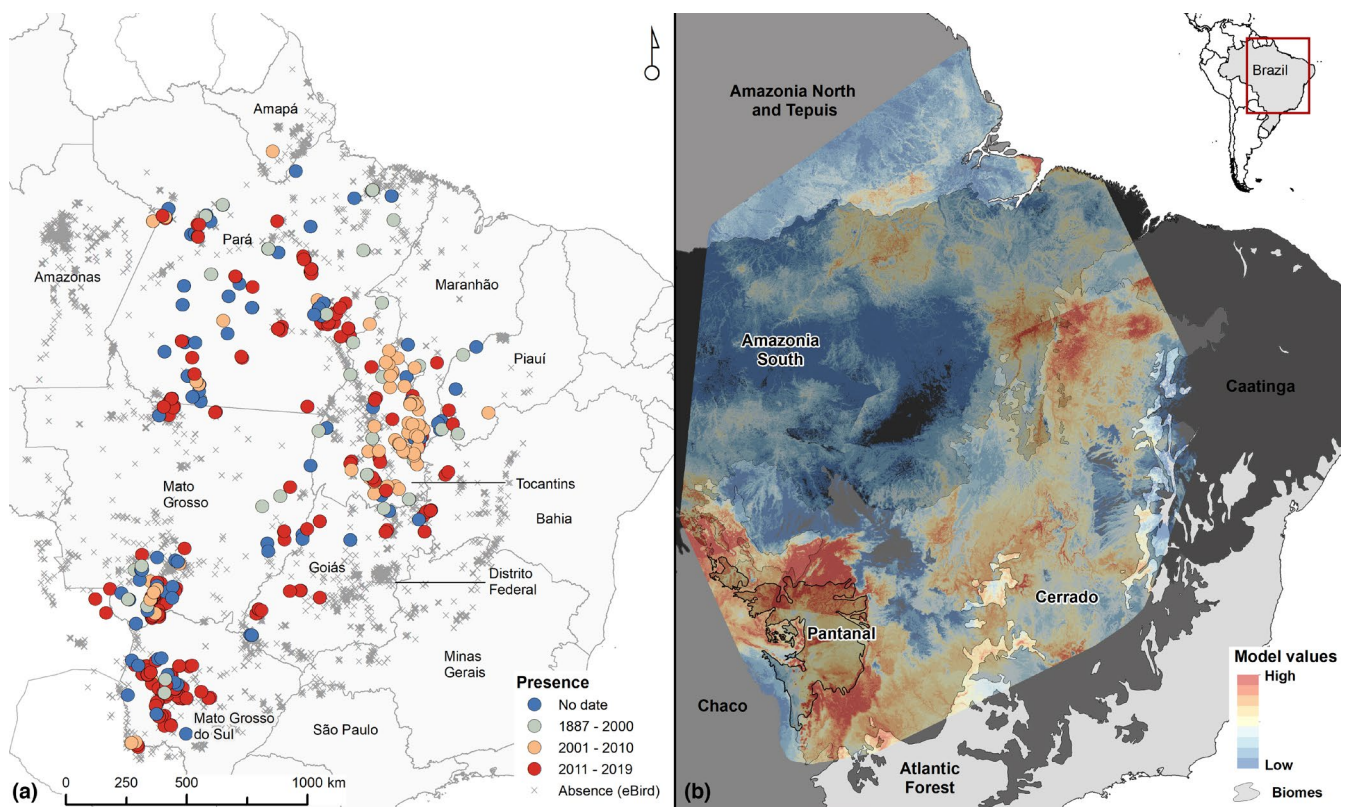 Amapá
Pará
Amazonas
Maranhão
Piauí
Mato
Grosso
Tocantins
Bahia
Goiás
Distrito
Federal
Minas
Gerais
Mato Grosso
do Sul
São Paulo
Presence
No date
1887 - 2000
2001 - 2010
2011 - 2019
Absence (eBird)
(a)
0 250 500 1000 km
Brazil
Amazonia North
and Tepuis
Amazonia
South
Caatinga
Cerrado
Pantanal
Chaco
Atlantic
Forest
Model values
High
Low
Biomes
(b)